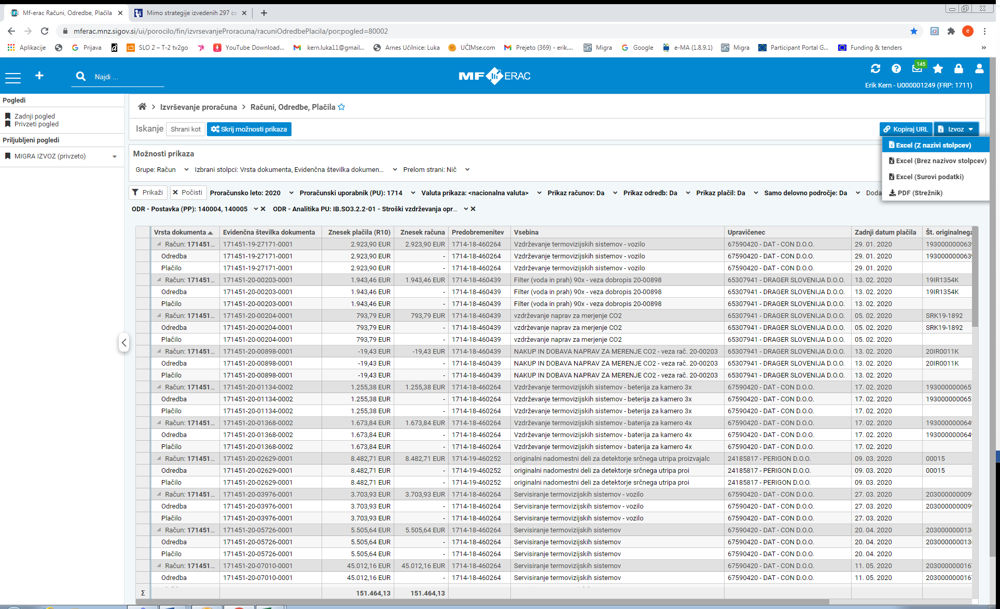 Mf-erac Računi, Odredbe, Plačila
Mimo strategije izvedenih 297 ce
mferac.mnz.sigov.si/ui/porocilo/fin/izvrsevanjeProracuna/racuniOdredbePlacila/por;pogled=80002
e
Aplikacije Prijava SLO 2 – T-2 tv2go YouTube Download... kern.luka11@gmail... Arnes Učilnice: Luka UČIMse.com Prejeto (369) - erik.... Migra Google e-MA (1.8.9.1) Migra Participant Portal G... Funding & tenders »
Najdi ...
MF ERAC
145
Erik Kern - U000001249 (FRP: 1711)
Pogledi
Zadnji pogled
Privzeti pogled
Priljubljeni pogledi
MIGRA IZVOZ (privzeto)
Izvrševanje proračuna > Računi, Odredbe, Plačila
Iskanje Shrani kot Skrij možnosti prikaza Kopiraj URL Izvoz
Excel (Z nazivi stolpcev)
Excel (Brez nazivov stolpcev)
Excel (Surovi podatki)
PDF (Strežnik)
Možnosti prikaza
Grupe: Račun Izbrani stolpci: Vrsta dokumenta, Evidenčna številka dokumen... Prelom strani: Nič
Prikaži Počisti Proračunsko leto: 2020 Proračunski uporabnik (PU): 1714 Valuta prikaza: <nacionalna valuta> Prikaz računov: Da Prikaz odredb: Da Prikaz plačil: Da Samo delovno področje: Da Doda
ODR - Postavka (PP): 140004, 140005 ODR - Analitika PU: IB.SO3.2.2-01 - Stroški vzdrževanja opr...
Vrsta dokumenta Evidenčna številka dokumenta Znesek plačila (R10) Znesek računa Predobremenitev Vsebina Upravičenec Zadnji datum plačila Št. originalnega
Račun: 171451... 171451-19-27171-0001 2.923,90 EUR 2.923,90 EUR 1714-18-460264 Vzdrževanje termovizijskih sistemov - vozilo 67590420 - DAT - CON D.O.O. 29. 01. 2020 193000000063
Odredba 171451-19-27171-0001 2.923,90 EUR - 1714-18-460264 Vzdrževanje termovizijskih sistemov - vozilo 67590420 - DAT - CON D.O.O. 29. 01. 2020 193000000063
Plačilo 171451-19-27171-0001 2.923,90 EUR - 1714-18-460264 Vzdrževanje termovizijskih sistemov - vozilo 67590420 - DAT - CON D.O.O. 29. 01. 2020
Račun: 171451... 171451-20-00203-0001 1.943,46 EUR 1.943,46 EUR 1714-18-460439 Filter (voda in prah) 90x - veza dobropis 20-00898 65307941 - DRAGER SLOVENIJA D.O.O. 13. 02. 2020 19IR1354K
Odredba 171451-20-00203-0001 1.943,46 EUR - 1714-18-460439 Filter (voda in prah) 90x - veza dobropis 20-00898 65307941 - DRAGER SLOVENIJA D.O.O. 13. 02. 2020 19IR1354K
Plačilo 171451-20-00203-0001 1.943,46 EUR - 1714-18-460439 Filter (voda in prah) 90x - veza dobropis 20-00898 65307941 - DRAGER SLOVENIJA D.O.O. 13. 02. 2020
Račun: 171451... 171451-20-00204-0001 793,79 EUR 793,79 EUR 1714-18-460439 vzdrževanje naprav za merjenje CO2 65307941 - DRAGER SLOVENIJA D.O.O. 05. 02. 2020 SRK19-1892
Odredba 171451-20-00204-0001 793,79 EUR - 1714-18-460439 vzdrževanje naprav za merjenje CO2 65307941 - DRAGER SLOVENIJA D.O.O. 05. 02. 2020 SRK19-1892
Plačilo 171451-20-00204-0001 793,79 EUR - 1714-18-460439 vzdrževanje naprav za merjenje CO2 65307941 - DRAGER SLOVENIJA D.O.O. 05. 02. 2020
Račun: 171451... 171451-20-00898-0001 -19,43 EUR -19,43 EUR 1714-18-460439 NAKUP IN DOBAVA NAPRAV ZA MERENJE CO2 - veza rač. 20-00203 65307941 - DRAGER SLOVENIJA D.O.O. 13. 02. 2020 20IR0011K
Odredba 171451-20-00898-0001 -19,43 EUR - 1714-18-460439 NAKUP IN DOBAVA NAPRAV ZA MERENJE CO2 - veza rač. 20-00203 65307941 - DRAGER SLOVENIJA D.O.O. 13. 02. 2020 20IR0011K
Plačilo 171451-20-00898-0001 -19,43 EUR - 1714-18-460439 NAKUP IN DOBAVA NAPRAV ZA MERENJE CO2 - veza rač. 20-00203 65307941 - DRAGER SLOVENIJA D.O.O. 13. 02. 2020
Račun: 171451... 171451-20-01134-0002 1.255,38 EUR 1.255,38 EUR 1714-18-460264 Vzdrževanje termovizijskih sistemov - beterija za kamero 3x 67590420 - DAT - CON D.O.O. 17. 02. 2020 193000000065
Odredba 171451-20-01134-0002 1.255,38 EUR - 1714-18-460264 Vzdrževanje termovizijskih sistemov - beterija za kamero 3x 67590420 - DAT - CON D.O.O. 17. 02. 2020 193000000065
Plačilo 171451-20-01134-0002 1.255,38 EUR - 1714-18-460264 Vzdrževanje termovizijskih sistemov - beterija za kamero 3x 67590420 - DAT - CON D.O.O. 17. 02. 2020
Račun: 171451... 171451-20-01368-0002 1.673,84 EUR 1.673,84 EUR 1714-18-460264 Vzdrževanje termovizijskih sistemov - baterija za kamero 4x 67590420 - DAT - CON D.O.O. 17. 02. 2020 193000000064
Odredba 171451-20-01368-0002 1.673,84 EUR - 1714-18-460264 Vzdrževanje termovizijskih sistemov - baterija za kamero 4x 67590420 - DAT - CON D.O.O. 17. 02. 2020 193000000064
Plačilo 171451-20-01368-0002 1.673,84 EUR - 1714-18-460264 Vzdrževanje termovizijskih sistemov - baterija za kamero 4x 67590420 - DAT - CON D.O.O. 17. 02. 2020
Račun: 171451... 171451-20-02629-0001 8.482,71 EUR 8.482,71 EUR 1714-19-460252 originalni nadomestni deli za detektorje srčnega utripa proizvajalc 24185817 - PERIGON D.O.O. 09. 03. 2020 00015
Odredba 171451-20-02629-0001 8.482,71 EUR - 1714-19-460252 originalni nadomestni deli za detektorje srčnega utripa proi 24185817 - PERIGON D.O.O. 09. 03. 2020 00015
Plačilo 171451-20-02629-0001 8.482,71 EUR - 1714-19-460252 originalni nadomestni deli za detektorje srčnega utripa proi 24185817 - PERIGON D.O.O. 09. 03. 2020
Račun: 171451... 171451-20-03976-0001 3.703,93 EUR 3.703,93 EUR 1714-18-460264 Servisiranje termovizijskih sistemov - vozilo 67590420 - DAT - CON D.O.O. 27. 03. 2020 203000000009
Odredba 171451-20-03976-0001 3.703,93 EUR - 1714-18-460264 Servisiranje termovizijskih sistemov - vozilo 67590420 - DAT - CON D.O.O. 27. 03. 2020 203000000009
Plačilo 171451-20-03976-0001 3.703,93 EUR - 1714-18-460264 Servisiranje termovizijskih sistemov - vozilo 67590420 - DAT - CON D.O.O. 27. 03. 2020
Račun: 171451... 171451-20-05726-0001 5.505,64 EUR 5.505,64 EUR 1714-18-460264 Servisiranje termovizijskih sistemov 67590420 - DAT - CON D.O.O. 20. 04. 2020 203000000013
Odredba 171451-20-05726-0001 5.505,64 EUR - 1714-18-460264 Servisiranje termovizijskih sistemov 67590420 - DAT - CON D.O.O. 20. 04. 2020 203000000013
Plačilo 171451-20-05726-0001 5.505,64 EUR - 1714-18-460264 Servisiranje termovizijskih sistemov 67590420 - DAT - CON D.O.O. 20. 04. 2020
Račun: 171451... 171451-20-07010-0001 45.012,16 EUR 45.012,16 EUR 1714-18-460264 Servisiranje termovizijskih sistemov 67590420 - DAT - CON D.O.O. 11. 05. 2020 203000000016
Odredba 171451-20-07010-0001 45.012,16 EUR - 1714-18-460264 Servisiranje termovizijskih sistemov 67590420 - DAT - CON D.O.O. 11. 05. 2020 203000000016
Σ 151.464,13 151.464,13